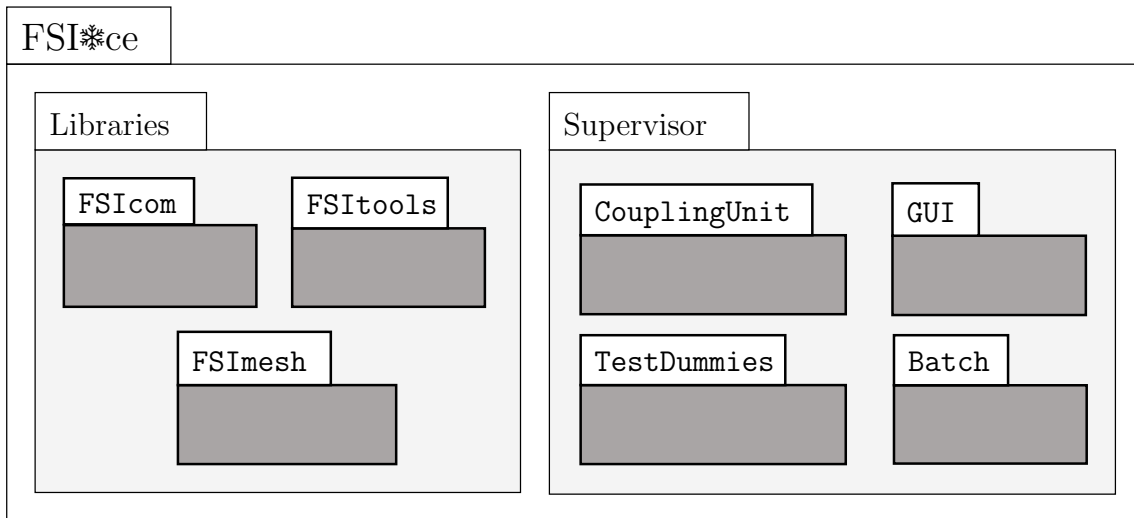 FSI❄ce
Libraries
Supervisor
FSIcom
FSItools
CouplingUnit
GUI
FSImesh
TestDummies
Batch